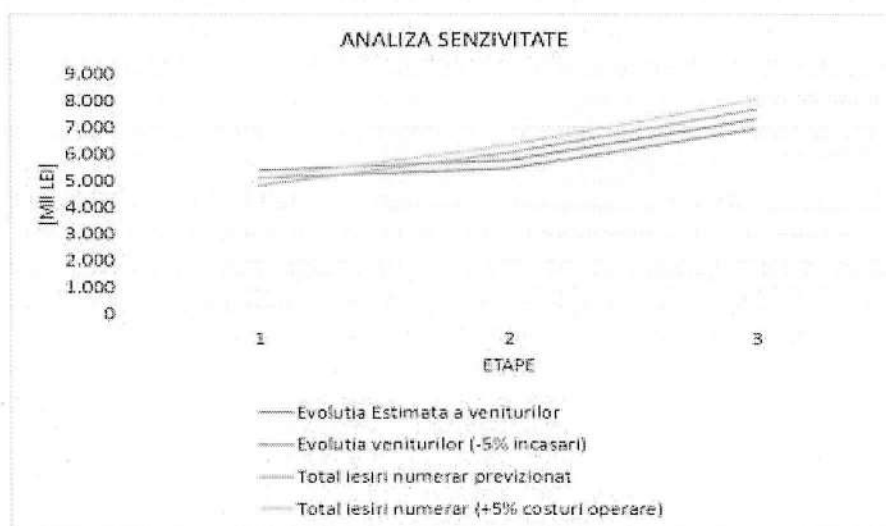 ANALIZA SENZIVITATE
9.000
8.000
7.000
6.000
5.000
4.000
3.000
2.000
1.000
0
[Mii LEI]
1 2 3
ETAPE
Evolutia Estimata a veniturilor
Evolutia veniturilor (-5% incasari)
Total iesiri numerar previzionat
Total iesiri numerar (+5% costuri operare)